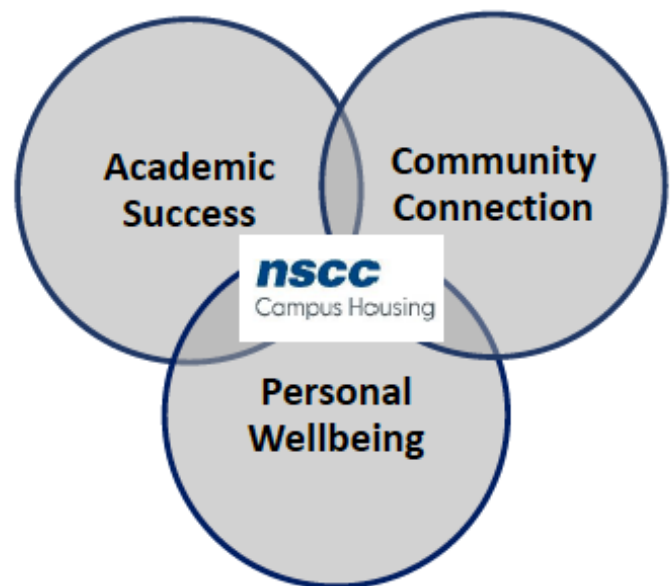 Academic
Success
Community
Connection
nscc
Campus Housing
Personal
Wellbeing